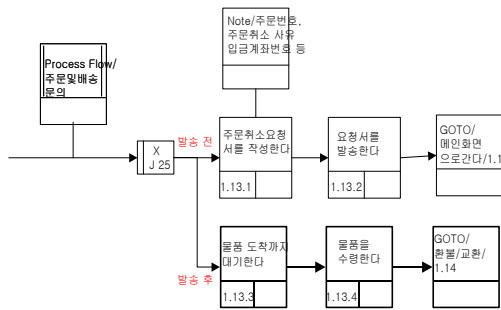 Note/주문번호,
주문취소 사유
입금계좌번호 등
Process Flow/
주문및배송
문의
발송 전
X
J 25
주문취소요청
서를 작성한다
1.13.1
요청서를
발송한다
1.13.2
GOTO/
메인화면
으로간다/1.1
발송 후
물품 도착까지
대기한다
1.13.3
물품을
수령한다
1.13.4
GOTO/
환불/교환/
1.14